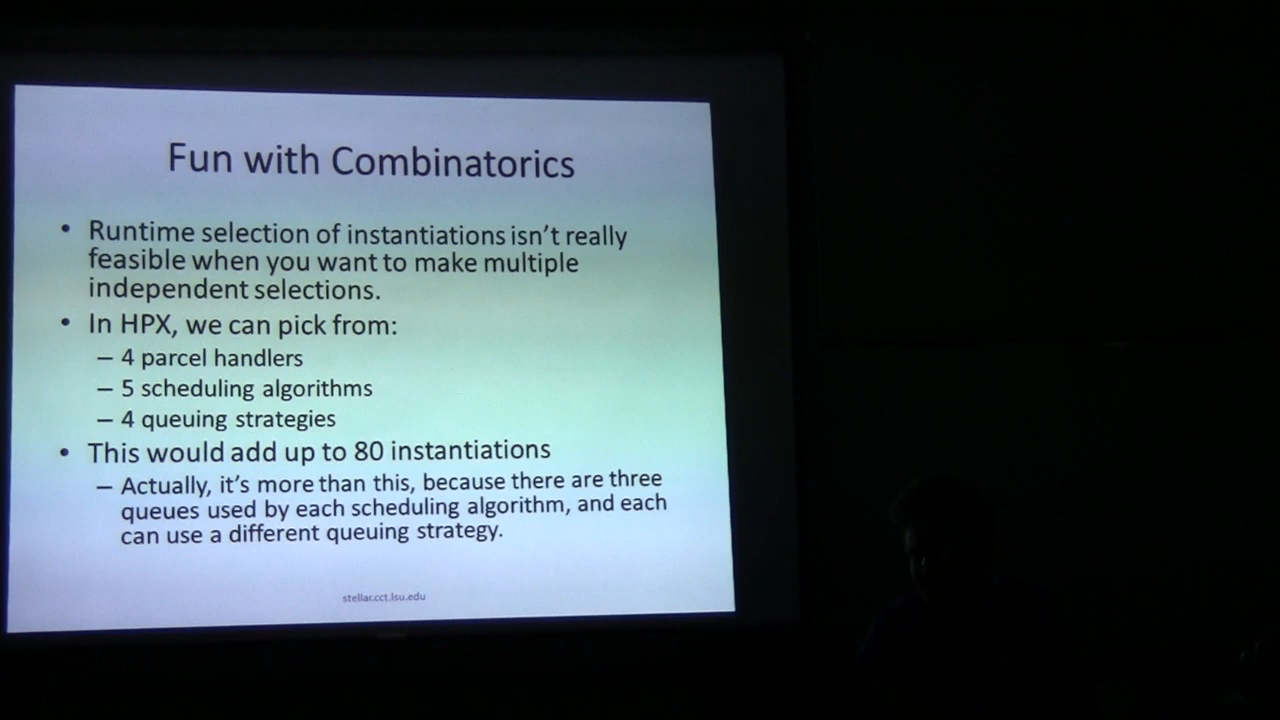 Fun with Combinatorics
• Runtime selection of instantiations isn't really
feasible when you want to make multiple
independent selections.
• In HPX, we can pick from:
– 4 parcel handlers
– 5 scheduling algorithms
– 4 queuing strategies
• This would add up to 80 instantiations
– Actually, it's more than this, because there are three
queues used by each scheduling algorithm, and each
can use a different queuing strategy.
stellar.cct.lsu.edu